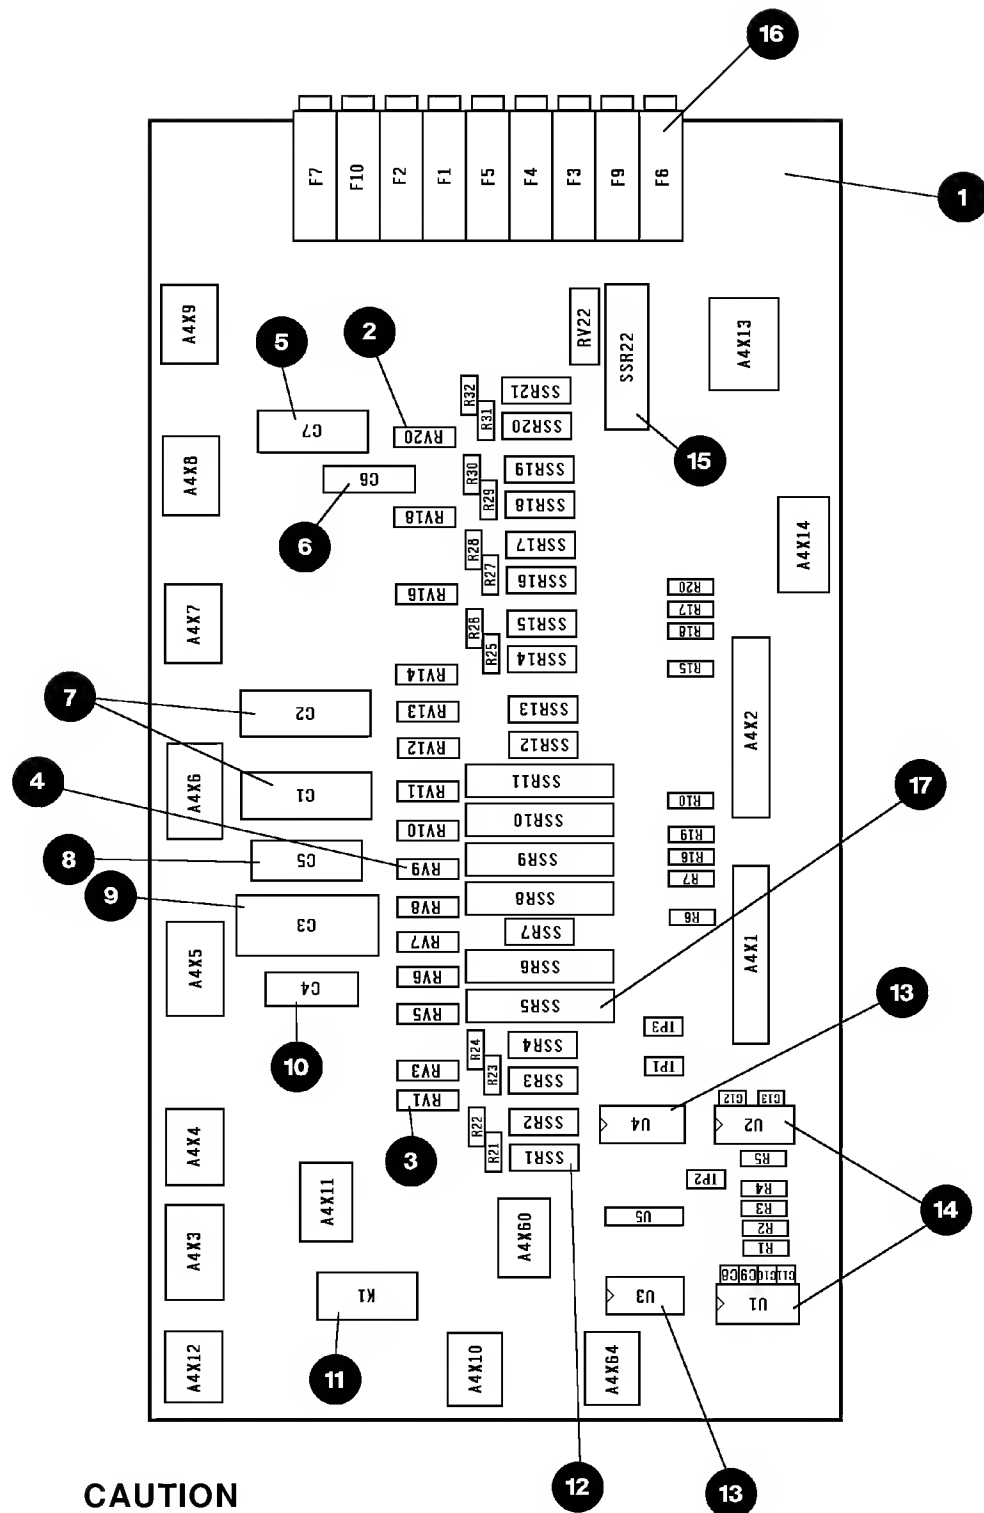 16
F7 F10 F2 F1 F5 F4 F3 F9 F6
1
A4X9
5
2
RV22
SSR22
A4X13
R32
SSR21
R31
C7
RV20
SSR20
15
A4X8
C6
R30
SSR19
R29
SSR18
RV18
6
A4X14
R28
SSR17
R27
SSR16
R20
A4X7
RV16
R17
R26
SSR15
R18
R25
SSR14
R15
RV14
7
C2
RV13
SSR13
A4X2
RV12
SSR12
4
A4X6
C1
RV11
SSR11
17
R10
RV10
SSR10
R19
8
C5
RV9
SSR9
R16
R7
9
RV8
SSR8
R6
C3
RV7
SSR7
A4X5
RV6
SSR6
A4X1
C4
RV5
SSR5
13
TP3
R24
SSR4
10
RV3
R23
SSR3
TP1
RV1
C12 C13
A4X4
R22
SSR2
U4
U2
3
R21
SSR1
R5
TP2
R4
A4X11
R3
14
A4X3
A4X60
U5
R2
R1
C8 C9 C10 C11
K1
U3
U1
A4X12
11
A4X10
A4X64
12
13
CAUTION